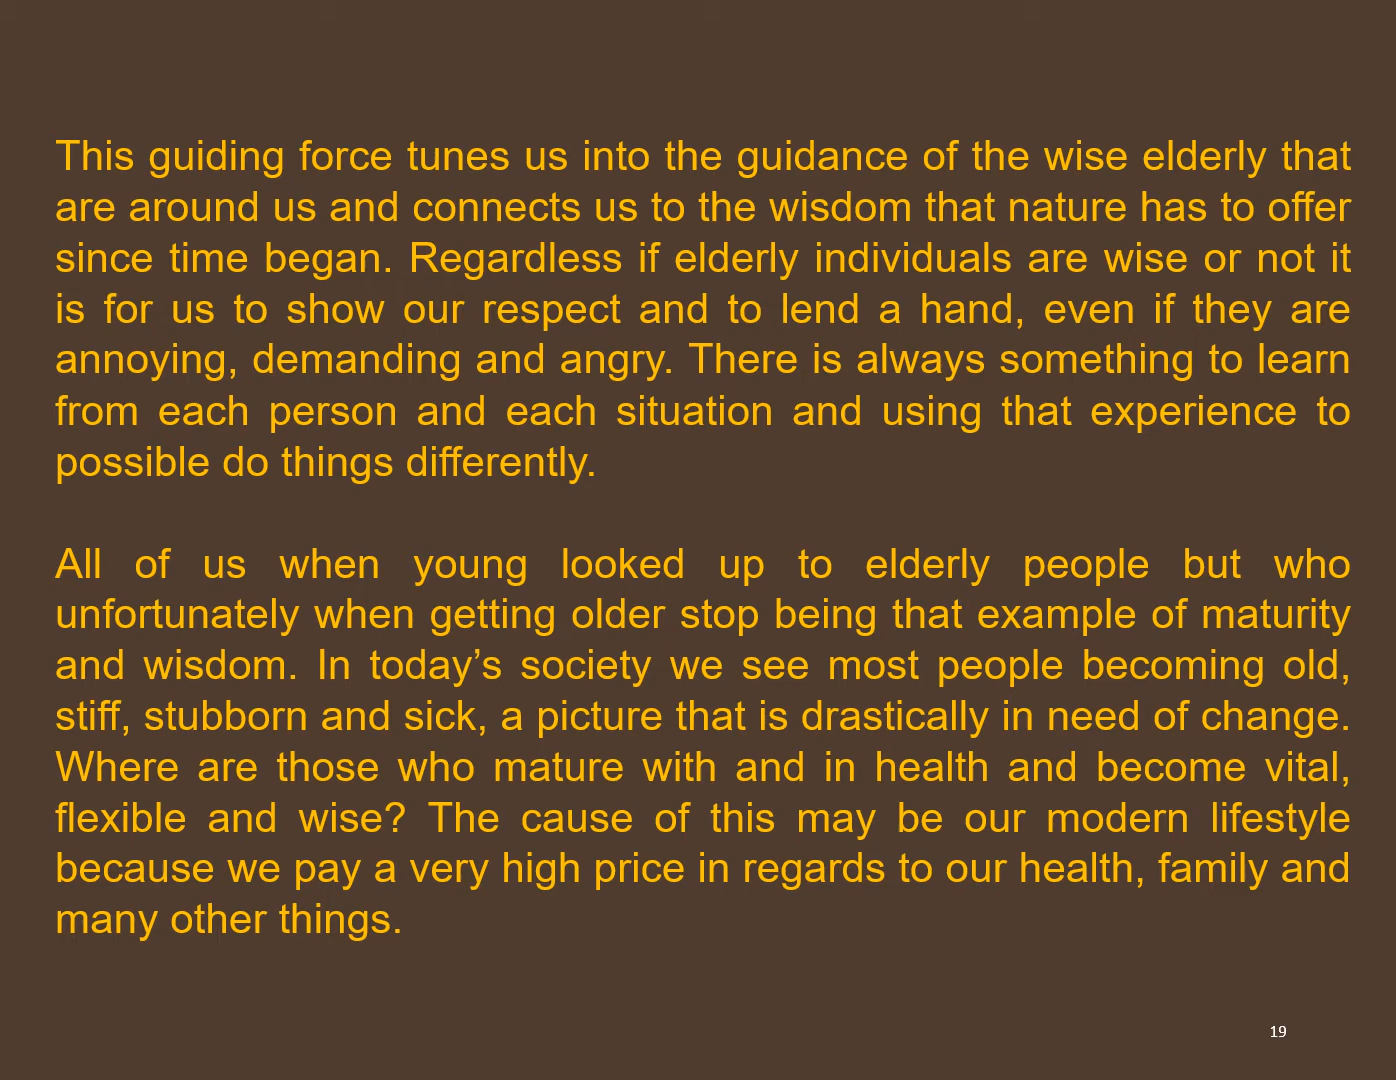 This guiding force tunes us into the guidance of the wise elderly that
are around us and connects us to the wisdom that nature has to offer
since time began. Regardless if elderly individuals are wise or not it
is for us to show our respect and to lend a hand, even if they are
annoying, demanding and angry. There is always something to learn
from each person and each situation and using that experience to
possible do things differently.
All of us when young looked up to elderly people but who
unfortunately when getting older stop being that example of maturity
and wisdom. In today’s society we see most people becoming old,
stiff, stubborn and sick, a picture that is drastically in need of change.
Where are those who mature with and in health and become vital,
flexible and wise? The cause of this may be our modern lifestyle
because we pay a very high price in regards to our health, family and
many other things.
19